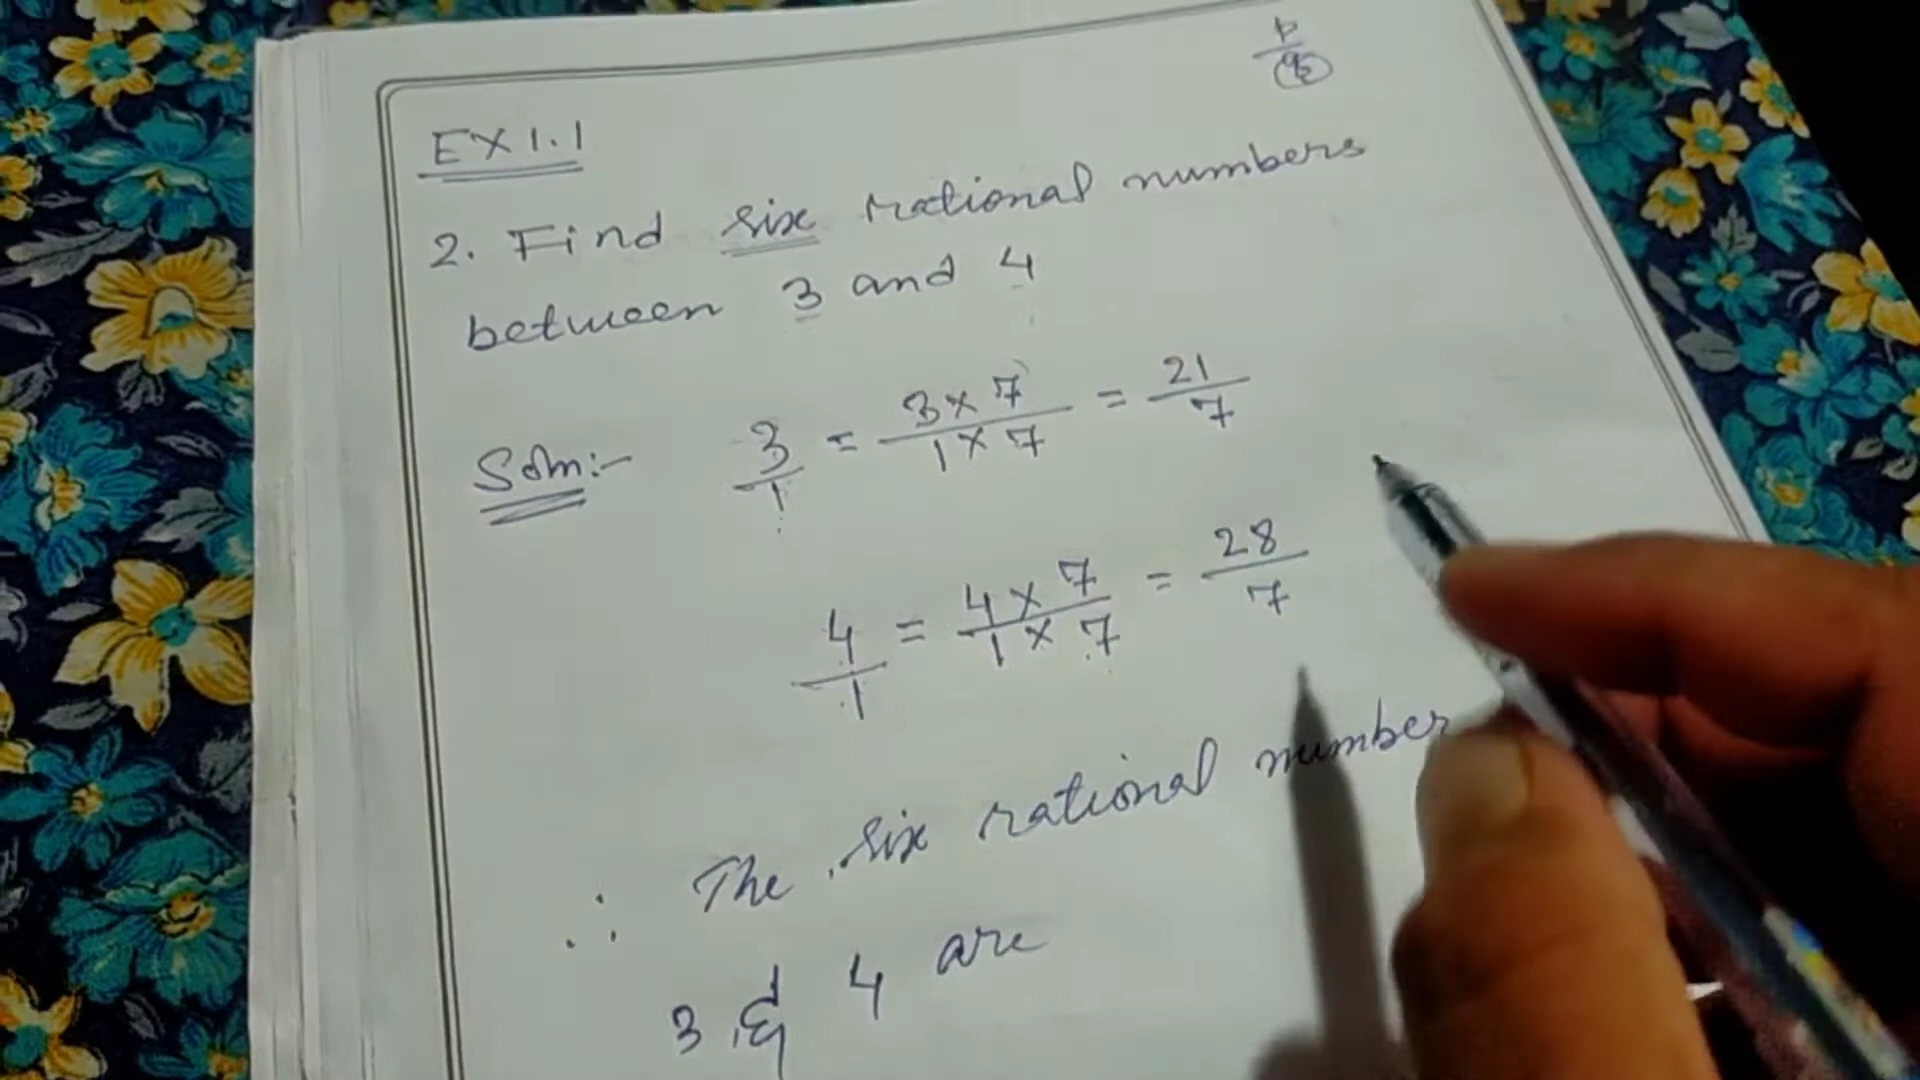 p/q
EX 1.1
2. Find six rational numbers
between 3 and 4
Soln:- 3/1 = 3×7/1×7 = 21/7
4/1 = 4×7/1×7 = 28/7
∴ The six rational number
3 & 4 are